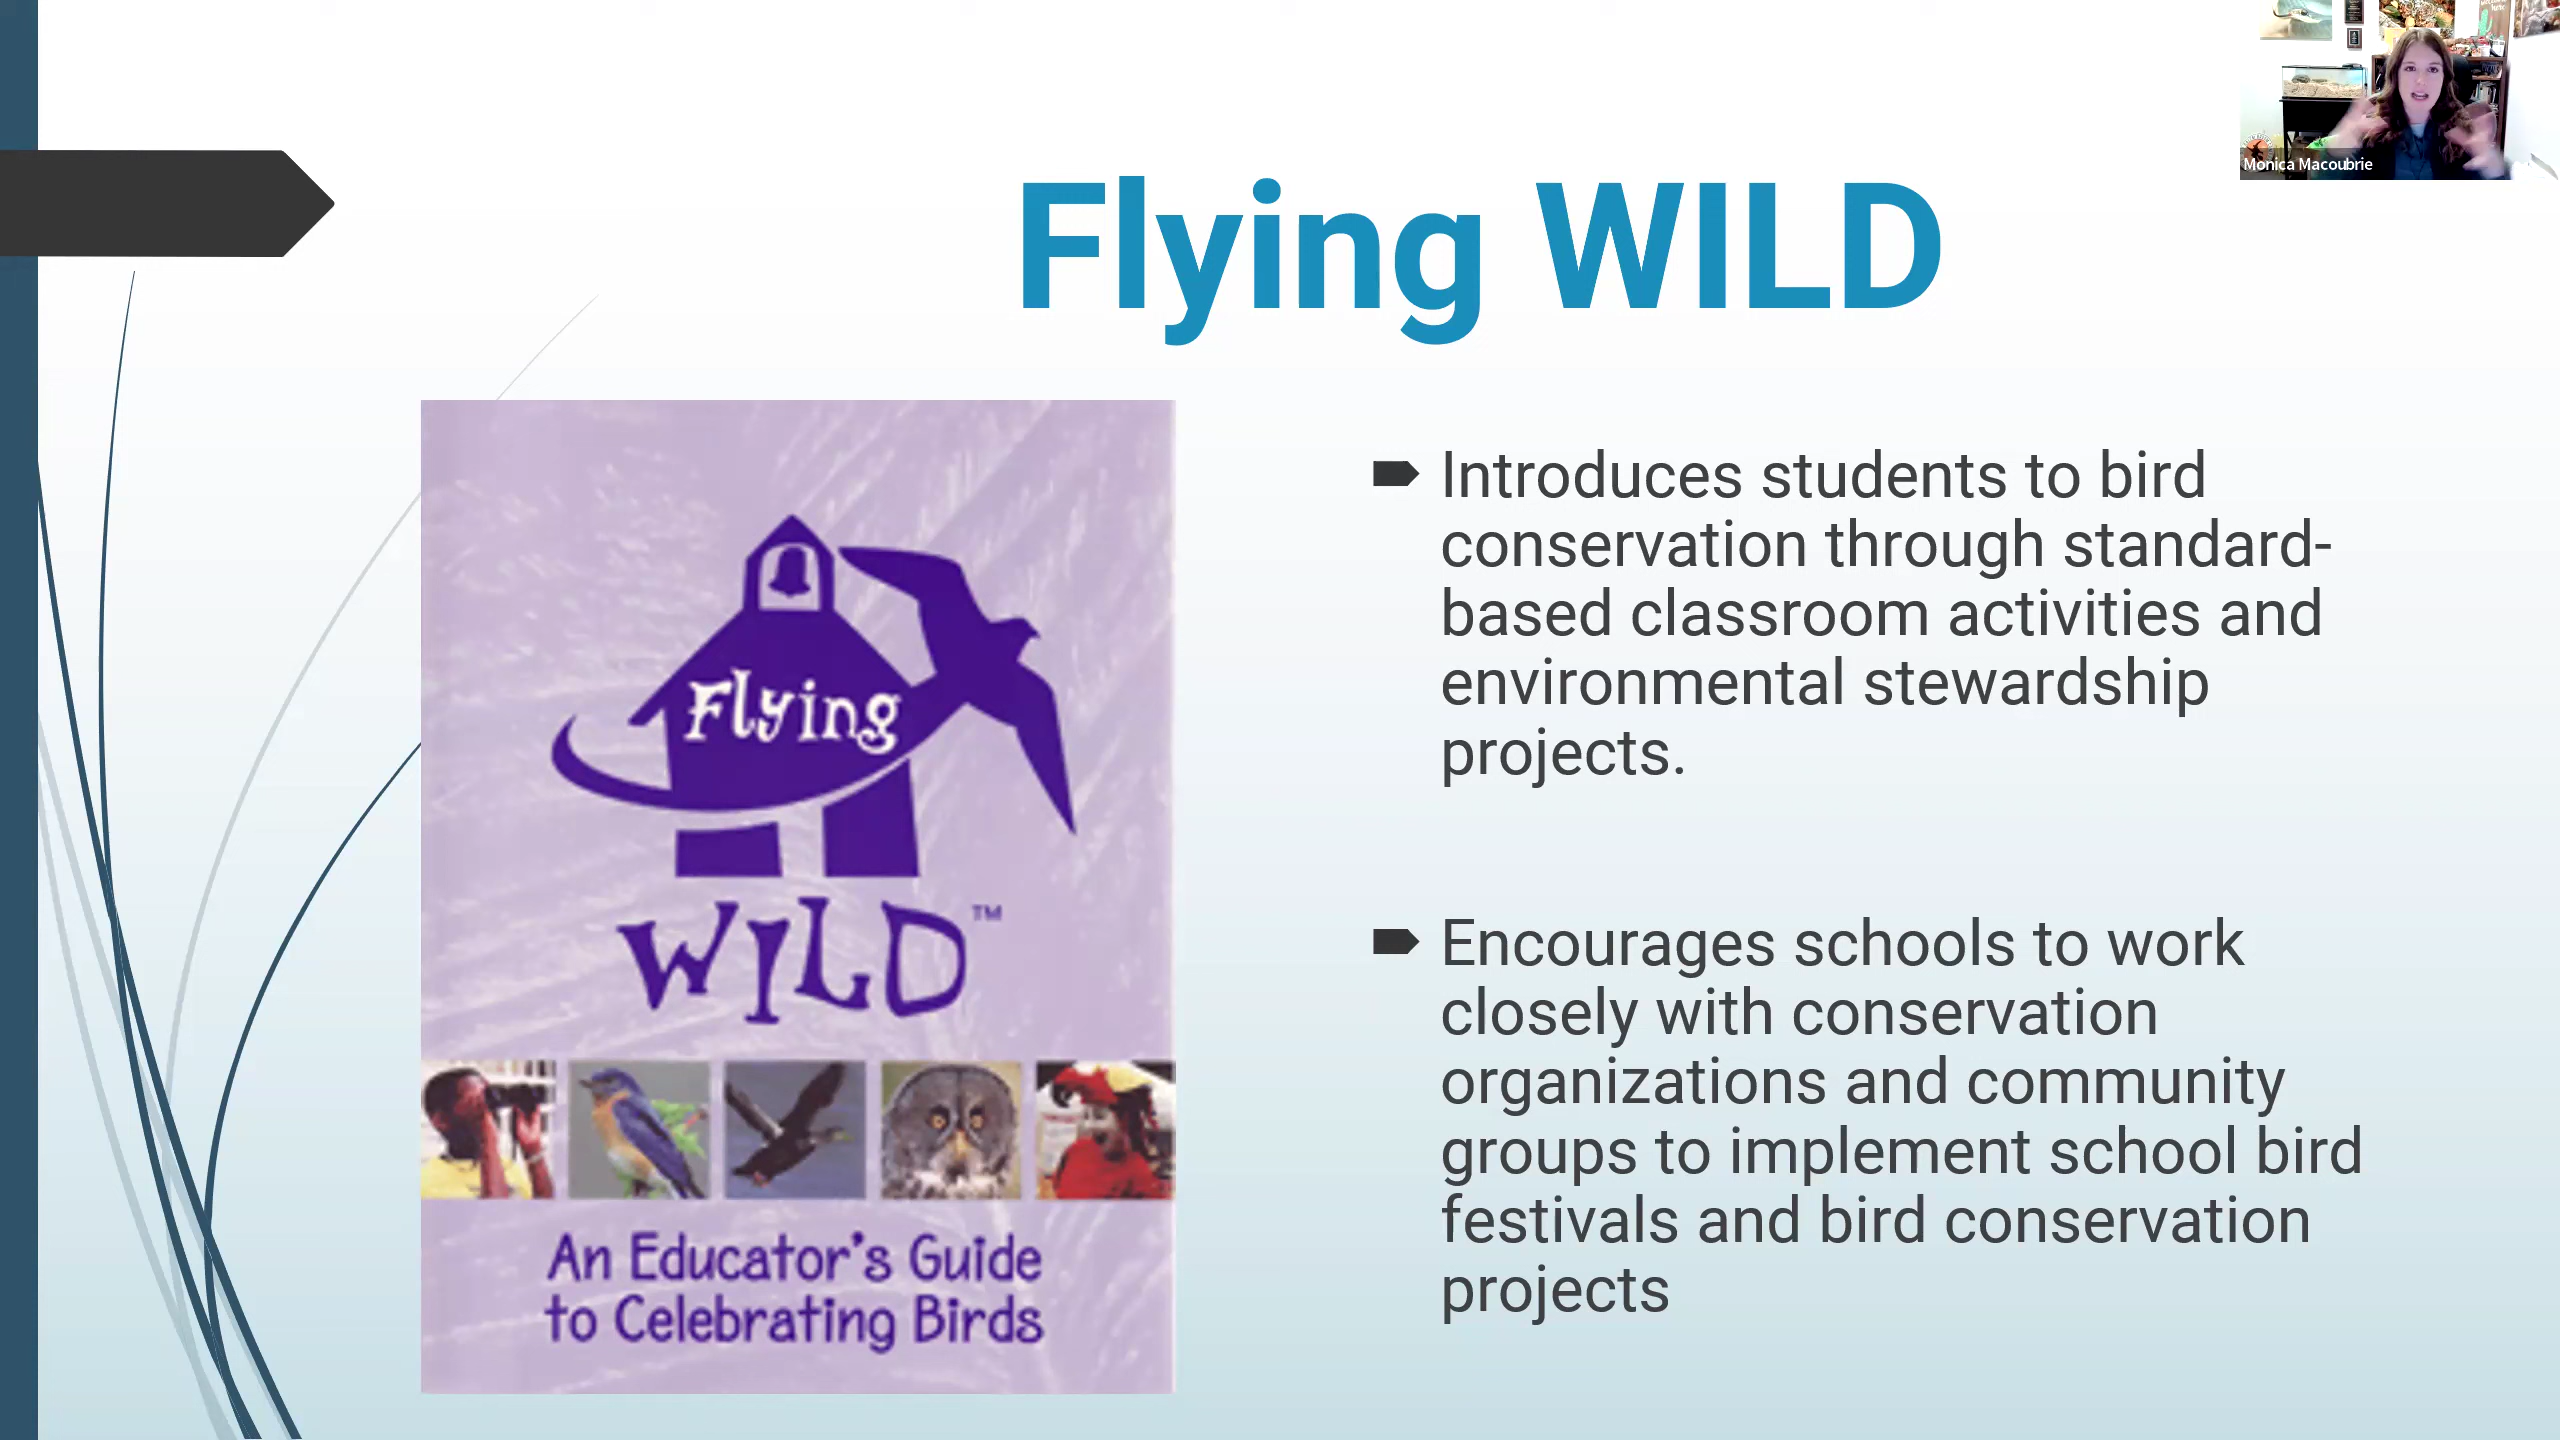 Monica Macoubrie
Flying WILD
Flying
WILD™
An Educator's Guide
to Celebrating Birds
Introduces students to bird
conservation through standard-
based classroom activities and
environmental stewardship
projects.
Encourages schools to work
closely with conservation
organizations and community
groups to implement school bird
festivals and bird conservation
projects